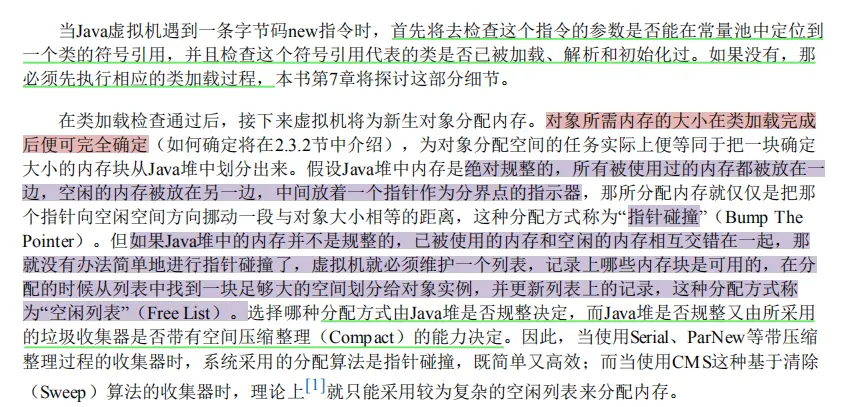 当Java虚拟机遇到一条字节码new指令时，首先将去检查这个指令的参数是否能在常量池中定位到
一个类的符号引用，并且检查这个符号引用代表的类是否已被加载、解析和初始化过。如果没有，那
必须先执行相应的类加载过程，本书第7章将探讨这部分细节。
在类加载检查通过后，接下来虚拟机将为新生对象分配内存。对象所需内存的大小在类加载完成
后便可完全确定（如何确定将在2.3.2节中介绍），为对象分配空间的任务实际上便等同于把一块确定
大小的内存块从Java堆中划分出来。假设Java堆中内存是绝对规整的，所有被使用过的内存都被放在一
边，空闲的内存被放在另一边，中间放着一个指针作为分界点的指示器，那所分配内存就仅仅是把那
个指针向空闲空间方向挪动一段与对象大小相等的距离，这种分配方式称为“指针碰撞”（Bump The
Pointer）。但如果Java堆中的内存并不是规整的，已被使用的内存和空闲的内存相互交错在一起，那
就没有办法简单地进行指针碰撞了，虚拟机就必须维护一个列表，记录上哪些内存块是可用的，在分
配的时候从列表中找到一块足够大的空间划分给对象实例，并更新列表上的记录，这种分配方式称
为“空闲列表”（Free List）。选择哪种分配方式由Java堆是否规整决定，而Java堆是否规整又由所采用
的垃圾收集器是否带有空间压缩整理（Compact）的能力决定。因此，当使用Serial、ParNew等带压缩
整理过程的收集器时，系统采用的分配算法是指针碰撞，既简单又高效；而当使用CMS这种基于清除
（Sweep）算法的收集器时，理论上[1]就只能采用较为复杂的空闲列表来分配内存。